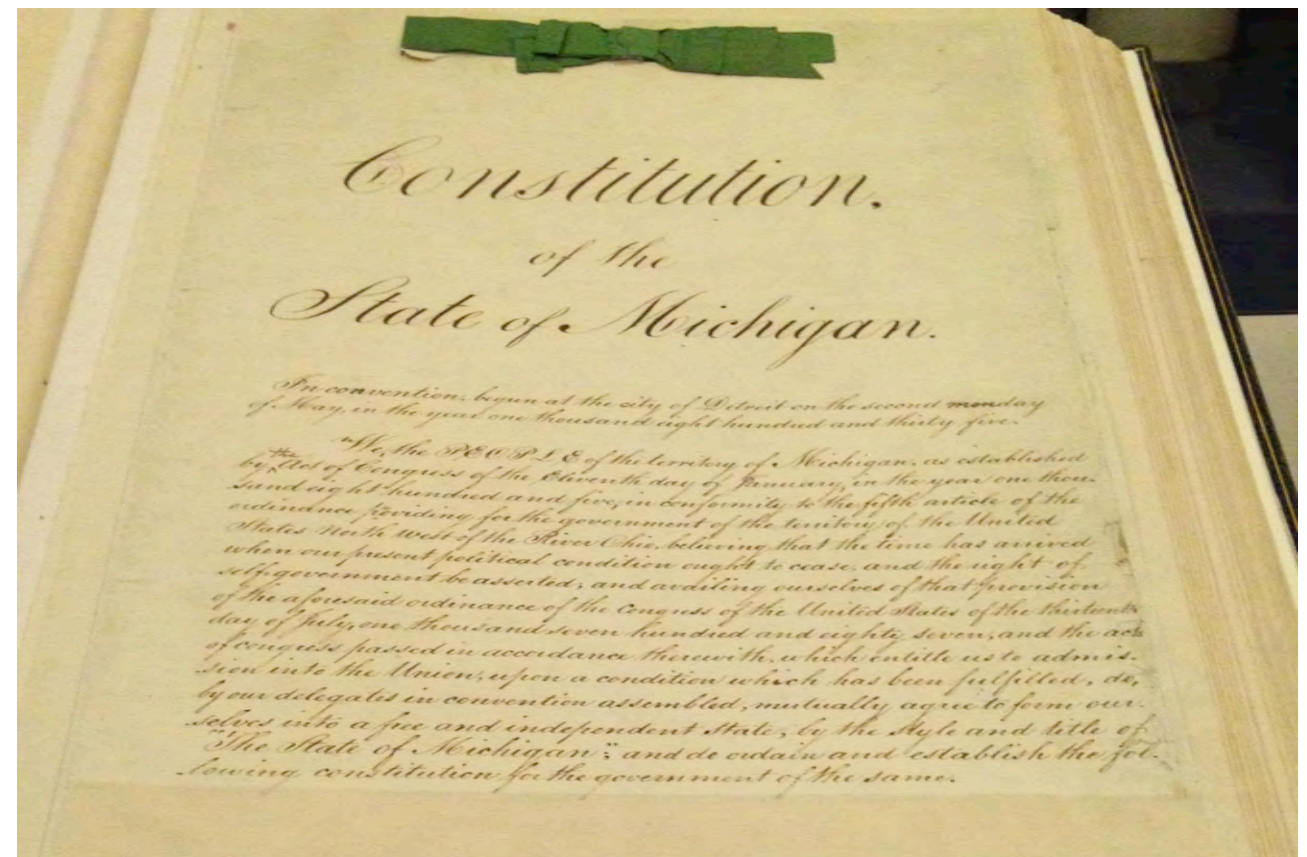 Constitution.
of the
State of Michigan.
In convention, begun at the city of Detroit on the second monday
of May, in the year one thousand eight hundred and thirty five.
"We, the PEOPLE of the territory of Michigan, as established
by the Act of Congress of the Eleventh day of January, in the year one thou-
sand eight hundred and five, in conformity to the fifth article of the
ordinance providing for the government of the territory of the United
States North West of the River Ohio, believing that the time has arrived
when our present political condition ought to cease, and the right of
self-government be asserted; and availing ourselves of that provision
of the aforesaid ordinance of the Congress of the United States of the thirteenth
day of July, one thousand seven hundred and eighty seven, and the acts
of congress passed in accordance therewith, which entitle us to admis-
sion into the Union, upon a condition which has been fulfilled, do,
by our delegates in convention assembled, mutually agree to form our-
selves into a free and independent State, by the style and title of
"The State of Michigan"; and do ordain and establish the fol-
lowing constitution for the government of the same.